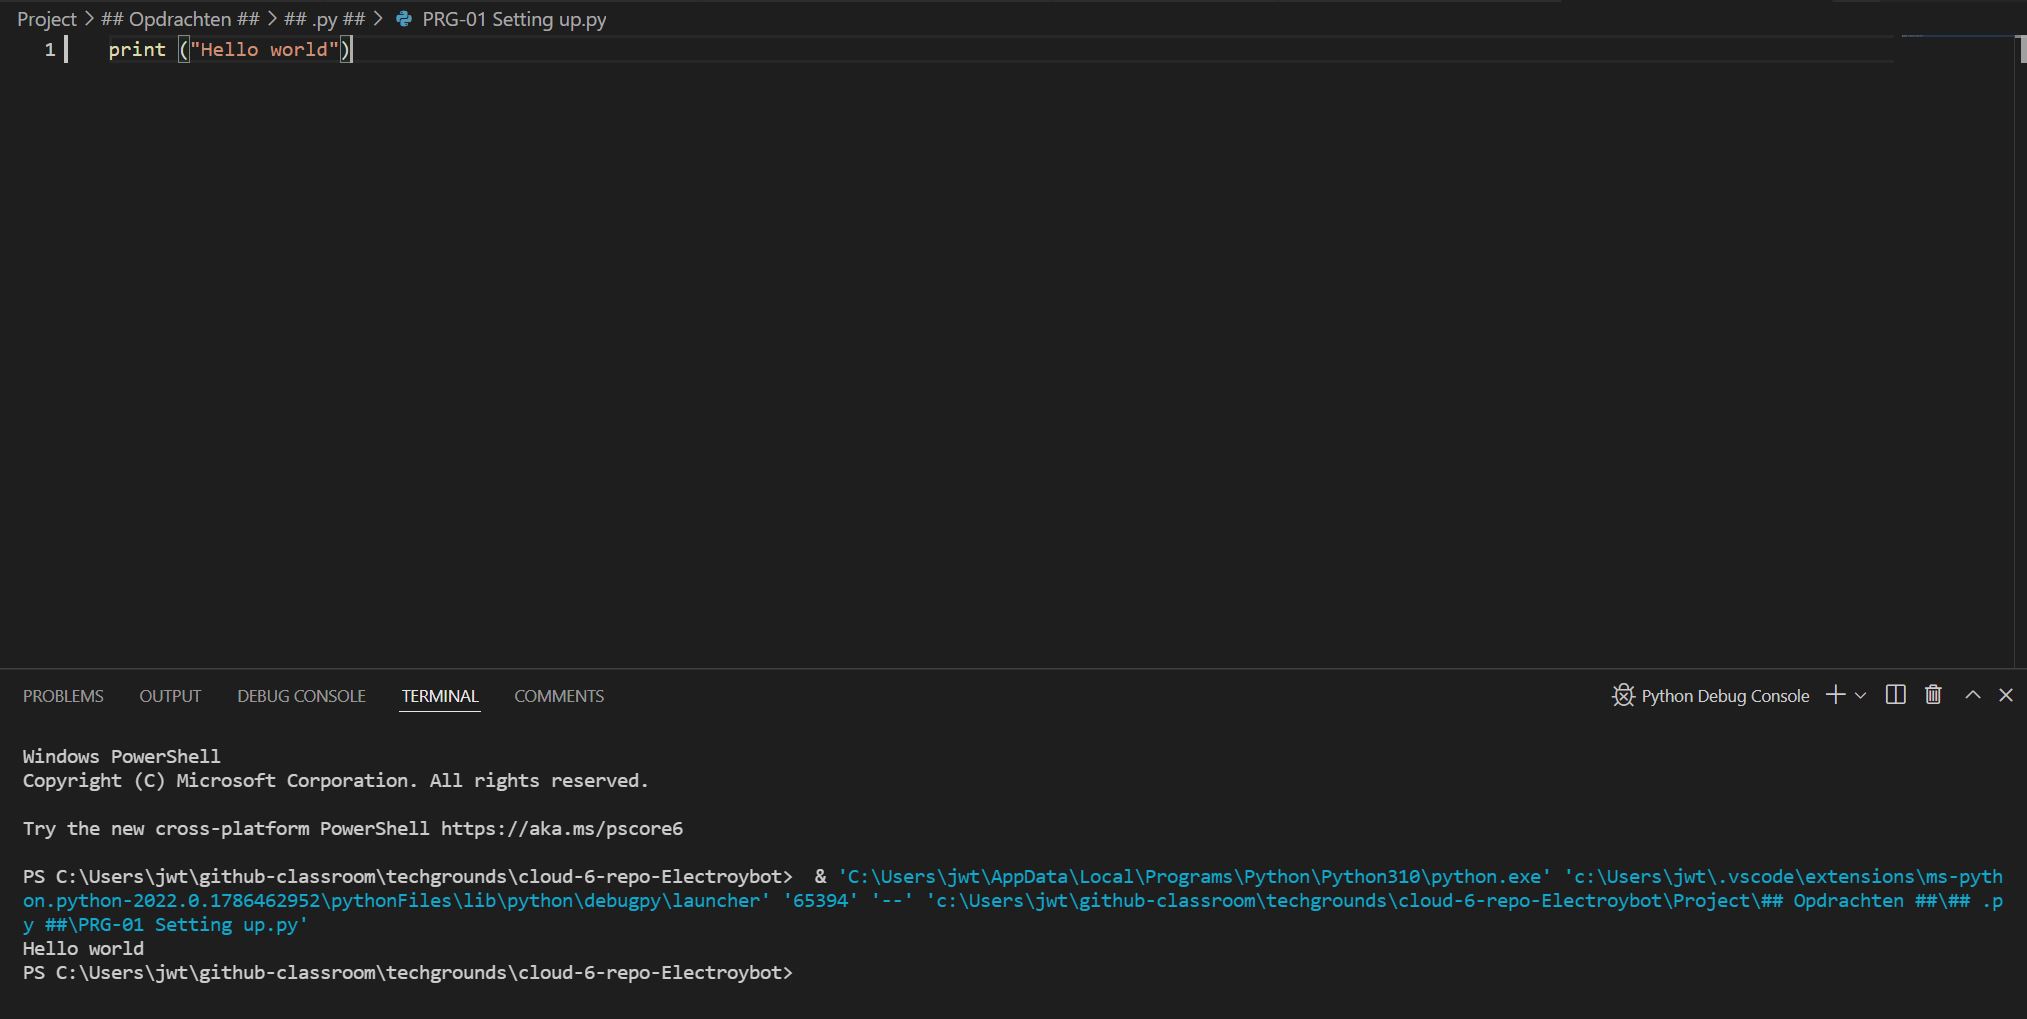 Project > ## Opdrachten ## > ## .py ## > PRG-01 Setting up.py
1 print ("Hello world")
PROBLEMS OUTPUT DEBUG CONSOLE TERMINAL COMMENTS Python Debug Console
Windows PowerShell
Copyright (C) Microsoft Corporation. All rights reserved.
Try the new cross-platform PowerShell https://aka.ms/pscore6
PS C:\Users\jwt\github-classroom\techgrounds\cloud-6-repo-Electroybot>  & 'C:\Users\jwt\AppData\Local\Programs\Python\Python310\python.exe' 'c:\Users\jwt\.vscode\extensions\ms-pyth
on.python-2022.0.1786462952\pythonFiles\lib\python\debugpy\launcher' '65394' '--' 'c:\Users\jwt\github-classroom\techgrounds\cloud-6-repo-Electroybot\Project\## Opdrachten ##\## .p
y ##\PRG-01 Setting up.py'
Hello world
PS C:\Users\jwt\github-classroom\techgrounds\cloud-6-repo-Electroybot>